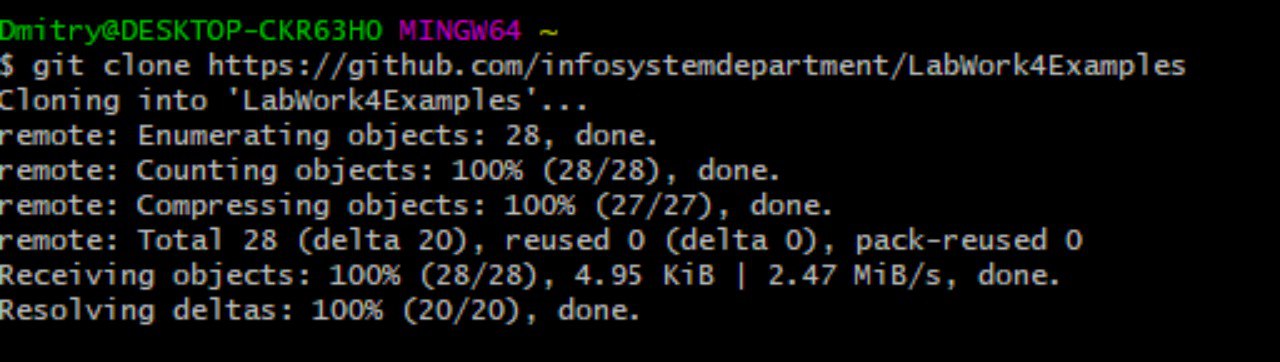 Dmitry@DESKTOP-CKR63HO MINGW64 ~
$ git clone https://github.com/infosystemdepartment/LabWork4Examples
Cloning into 'LabWork4Examples'...
remote: Enumerating objects: 28, done.
remote: Counting objects: 100% (28/28), done.
remote: Compressing objects: 100% (27/27), done.
remote: Total 28 (delta 20), reused 0 (delta 0), pack-reused 0
Receiving objects: 100% (28/28), 4.95 KiB | 2.47 MiB/s, done.
Resolving deltas: 100% (20/20), done.